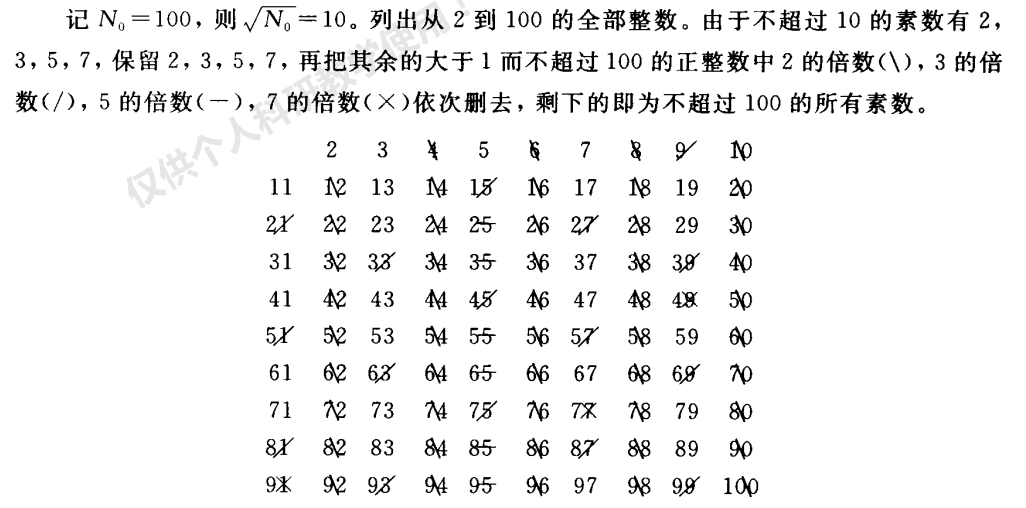 记 N₀=100，则√N₀=10。列出从 2 到 100 的全部整数。由于不超过 10 的素数有 2，
3，5，7，保留 2，3，5，7，再把其余的大于 1 而不超过 100 的正整数中 2 的倍数(\)，3 的倍
数(/)，5 的倍数(—)，7 的倍数(×)依次删去，剩下的即为不超过 100 的所有素数。
仅供个人科研教学使用
2 3 4 5 6 7 8 9 10
11 12 13 14 15 16 17 18 19 20
21 22 23 24 25 26 27 28 29 30
31 32 33 34 35 36 37 38 39 40
41 42 43 44 45 46 47 48 49 50
51 52 53 54 55 56 57 58 59 60
61 62 63 64 65 66 67 68 69 70
71 72 73 74 75 76 77 78 79 80
81 82 83 84 85 86 87 88 89 90
91 92 93 94 95 96 97 98 99 100